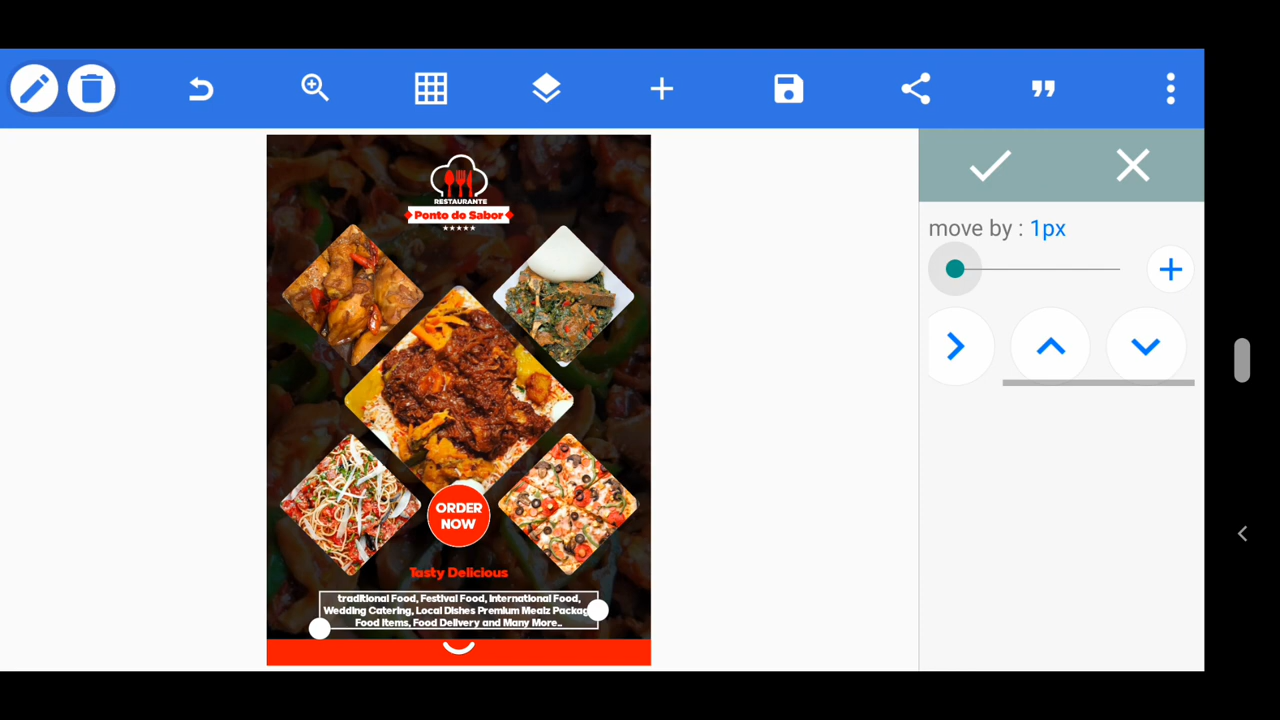 move by : 1px
RESTAURANTE
Ponto do Sabor
ORDER
NOW
Tasty Delicious
traditional Food, Festival Food, International Food,
Wedding Catering, Local Dishes Premium Mealz
Food Items, Food Delivery and Many More..